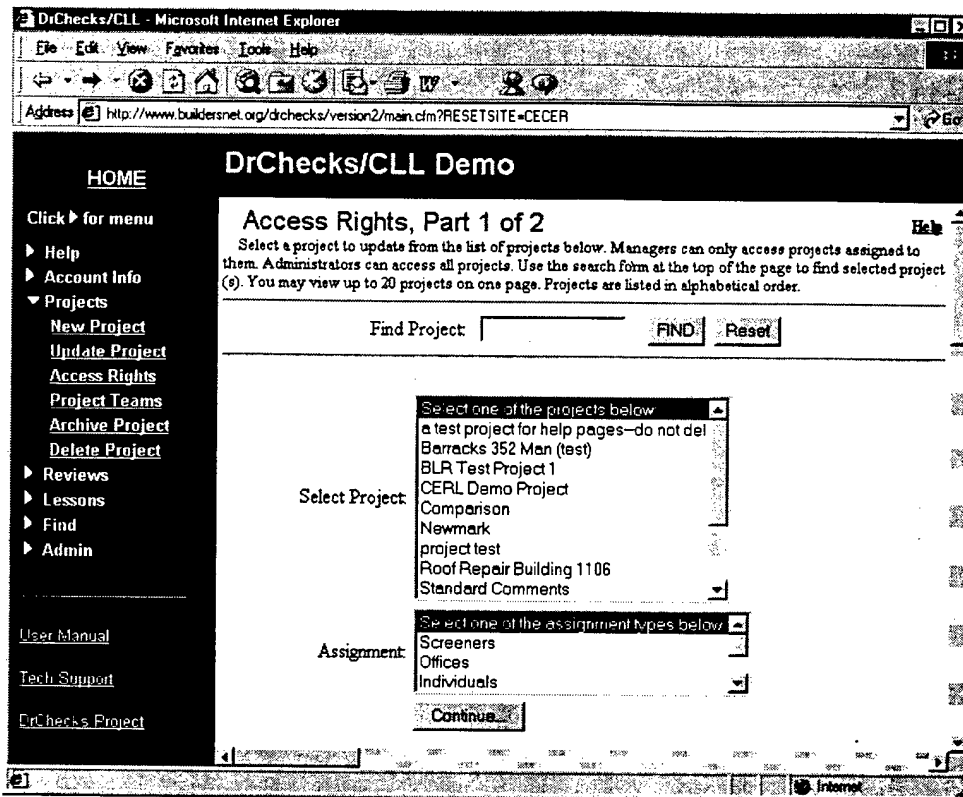 DrChecks/CLL - Microsoft Internet Explorer
File Edit View Favorites Tools Help
Address http://www.buildersnet.org/drchecks/version2/main.cfm?RESETSITE=CECER Go
HOME
DrChecks/CLL Demo
Click for menu
Help
Account Info
Projects
New Project
Update Project
Access Rights
Project Teams
Archive Project
Delete Project
Reviews
Lessons
Find
Admin
User Manual
Tech Support
DrChecks Project
Access Rights, Part 1 of 2
Help
Select a project to update from the list of projects below. Managers can only access projects assigned to
them. Administrators can access all projects. Use the search form at the top of the page to find selected project
(s). You may view up to 20 projects on one page. Projects are listed in alphabetical order.
Find Project: FIND Reset
Select Project:
Select one of the projects below
a test project for help pages--do not del
Barracks 352 Man (test)
BLR Test Project 1
CERL Demo Project
Comparison
Newmark
project test
Roof Repair Building 1106
Standard Comments
Assignment:
Select one of the assignment types below
Screeners
Offices
Individuals
Continue...
Internet